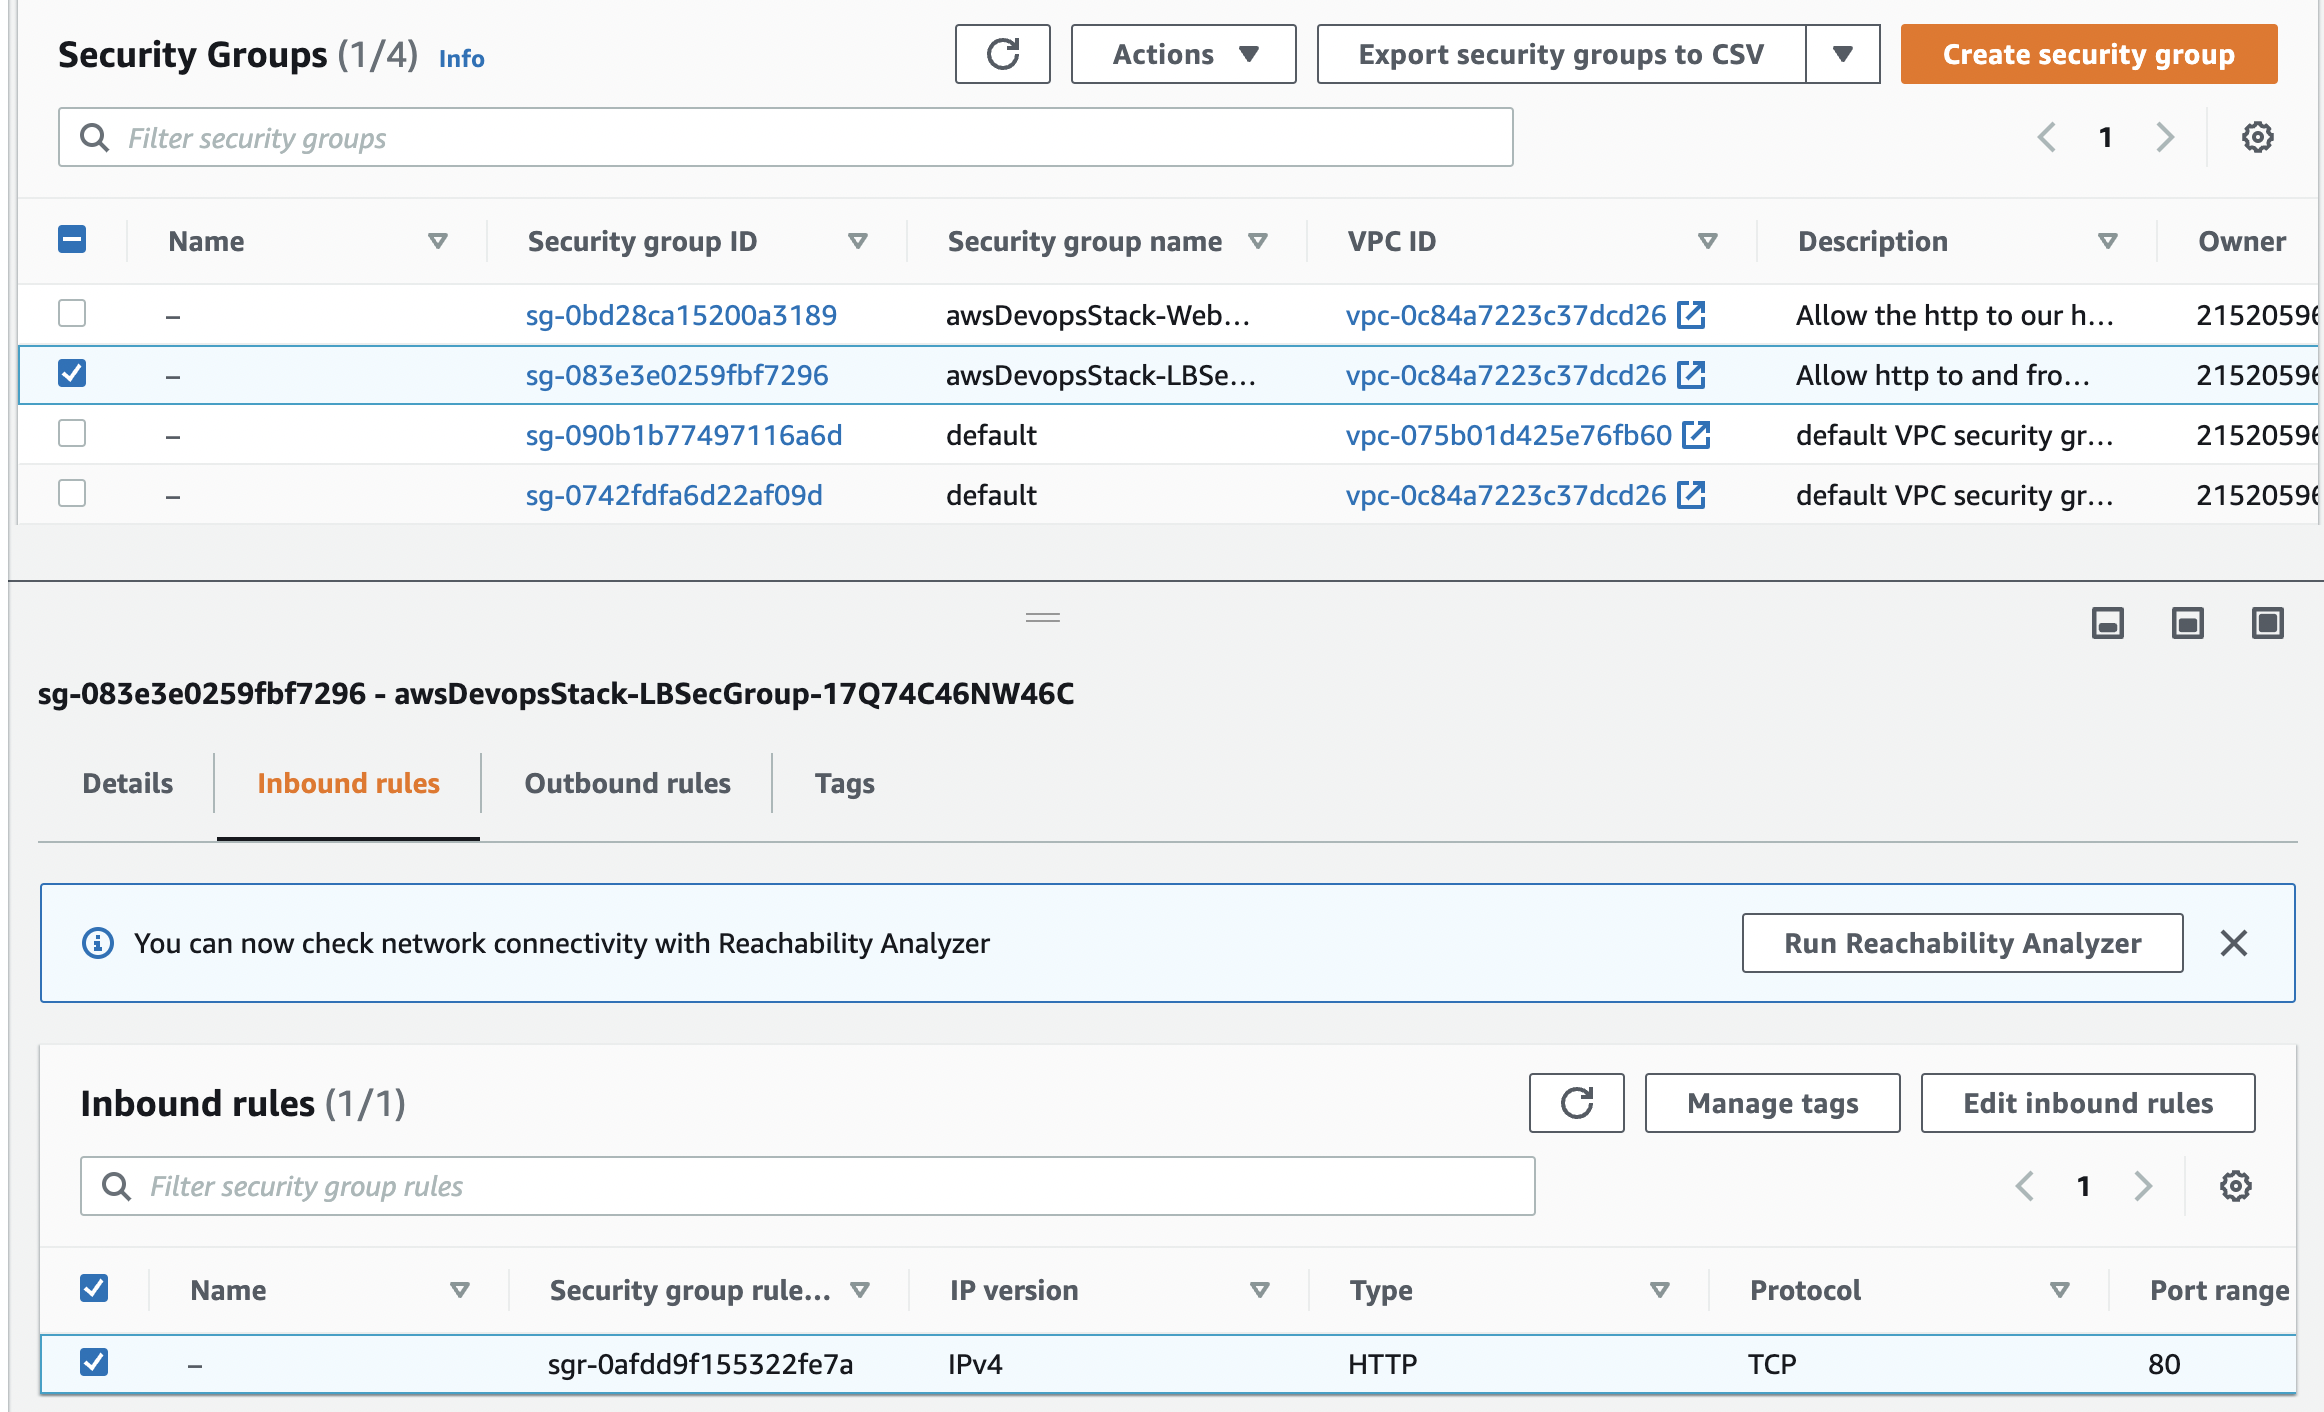 Security Groups (1/4) Info Actions Export security groups to CSV Create security group
Filter security groups 1
Name Security group ID Security group name VPC ID Description Owner
– sg-0bd28ca15200a3189 awsDevopsStack-Web... vpc-0c84a7223c37dcd26 Allow the http to our h... 2152059
– sg-083e3e0259fbf7296 awsDevopsStack-LBSe... vpc-0c84a7223c37dcd26 Allow http to and fro... 2152059
– sg-090b1b77497116a6d default vpc-075b01d425e76fb60 default VPC security gr... 2152059
– sg-0742fdfa6d22af09d default vpc-0c84a7223c37dcd26 default VPC security gr... 2152059
sg-083e3e0259fbf7296 - awsDevopsStack-LBSecGroup-17Q74C46NW46C
Details Inbound rules Outbound rules Tags
You can now check network connectivity with Reachability Analyzer Run Reachability Analyzer
Inbound rules (1/1) Manage tags Edit inbound rules
Filter security group rules 1
Name Security group rule... IP version Type Protocol Port range
– sgr-0afdd9f155322fe7a IPv4 HTTP TCP 80